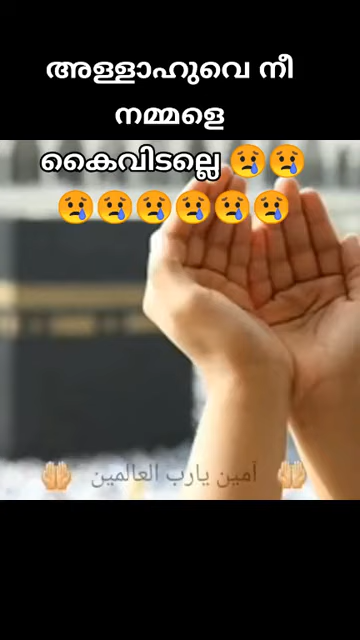 അള്ളാഹുവെ നീ
നമ്മളെ
കൈവിടല്ലെ 😢😢
😢😢😢😢😢😢
🤲🏼 آمين يارب العالمين 🤲🏼